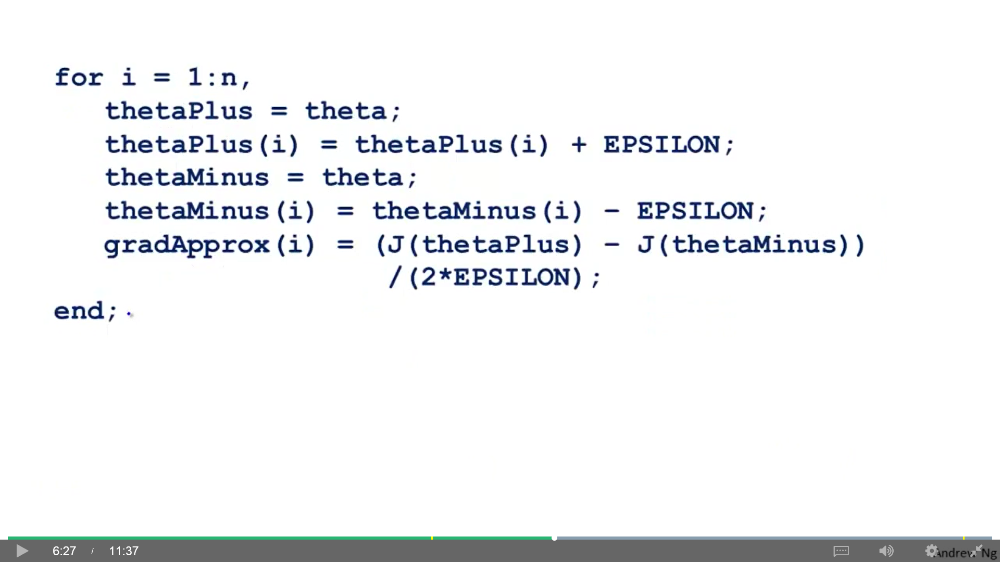 for i = 1:n,
thetaPlus = theta;
thetaPlus(i) = thetaPlus(i) + EPSILON;
thetaMinus = theta;
thetaMinus(i) = thetaMinus(i) – EPSILON;
gradApprox(i) = (J(thetaPlus) – J(thetaMinus))
/(2*EPSILON);
end;
6:27 / 11:37
Andrew Ng